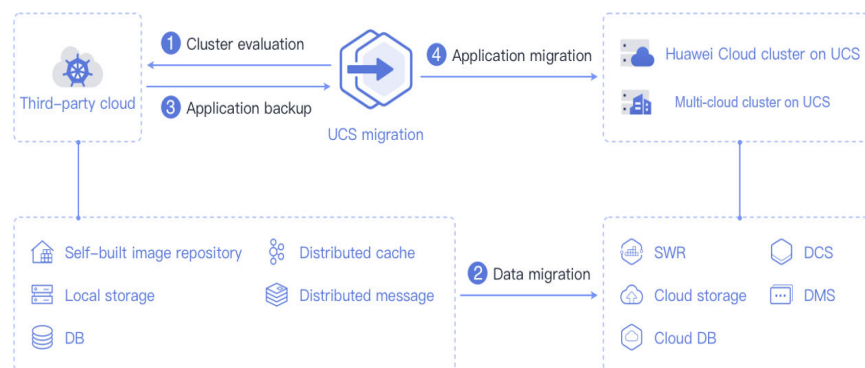 1 Cluster evaluation
Third-party cloud
3 Application backup
UCS migration
4 Application migration
Huawei Cloud cluster on UCS
Multi-cloud cluster on UCS
Self-built image repository
Distributed cache
Local storage
Distributed message
DB
2 Data migration
SWR
DCS
Cloud storage
DMS
Cloud DB